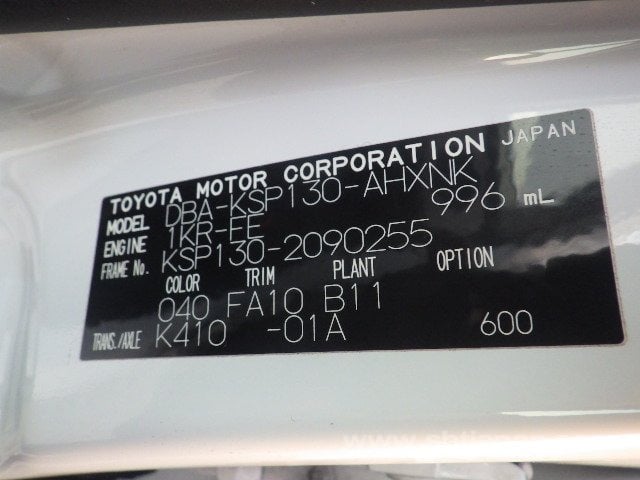 TOYOTA MOTOR CORPORATION JAPAN
MODEL DBA-KSP130-AHXNK
ENGINE 1KR-FE 996 mL
FRAME No. KSP130-2090255
COLOR TRIM PLANT OPTION
040 FA10 B11
TRANS./AXLE K410 -01A 600